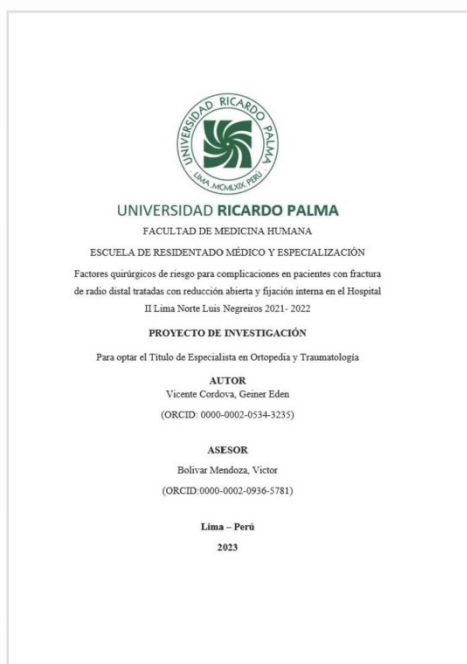 UNIVERSIDAD RICARDO PALMA
LIMA MCMLXIX PERÚ
UNIVERSIDAD RICARDO PALMA
FACULTAD DE MEDICINA HUMANA
ESCUELA DE RESIDENTADO MÉDICO Y ESPECIALIZACIÓN
Factores quirúrgicos de riesgo para complicaciones en pacientes con fractura
de radio distal tratadas con reducción abierta y fijación interna en el Hospital
II Lima Norte Luis Negreiros 2021- 2022
PROYECTO DE INVESTIGACIÓN
Para optar el Título de Especialista en Ortopedia y Traumatología
AUTOR
Vicente Cordova, Geiner Eden
(ORCID: 0000-0002-0534-3235)
ASESOR
Bolivar Mendoza, Victor
(ORCID:0000-0002-0936-5781)
Lima – Perú
2023